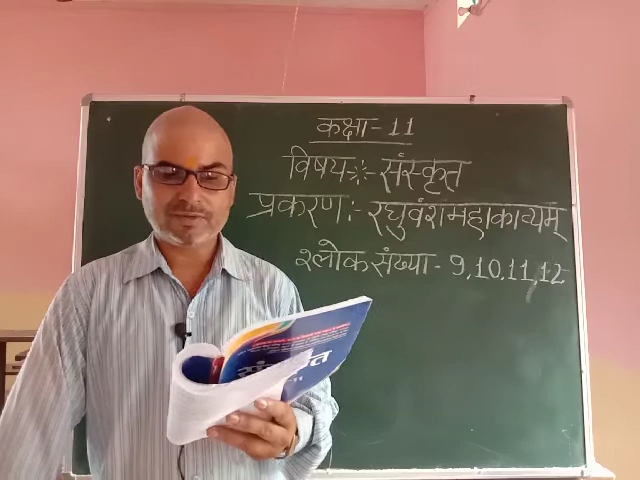 कक्षा - 11
विषयः :- संस्कृत
प्रकरण :- रघुवंशमहाकाव्यम्
श्लोक संख्या - 9,10,11,12